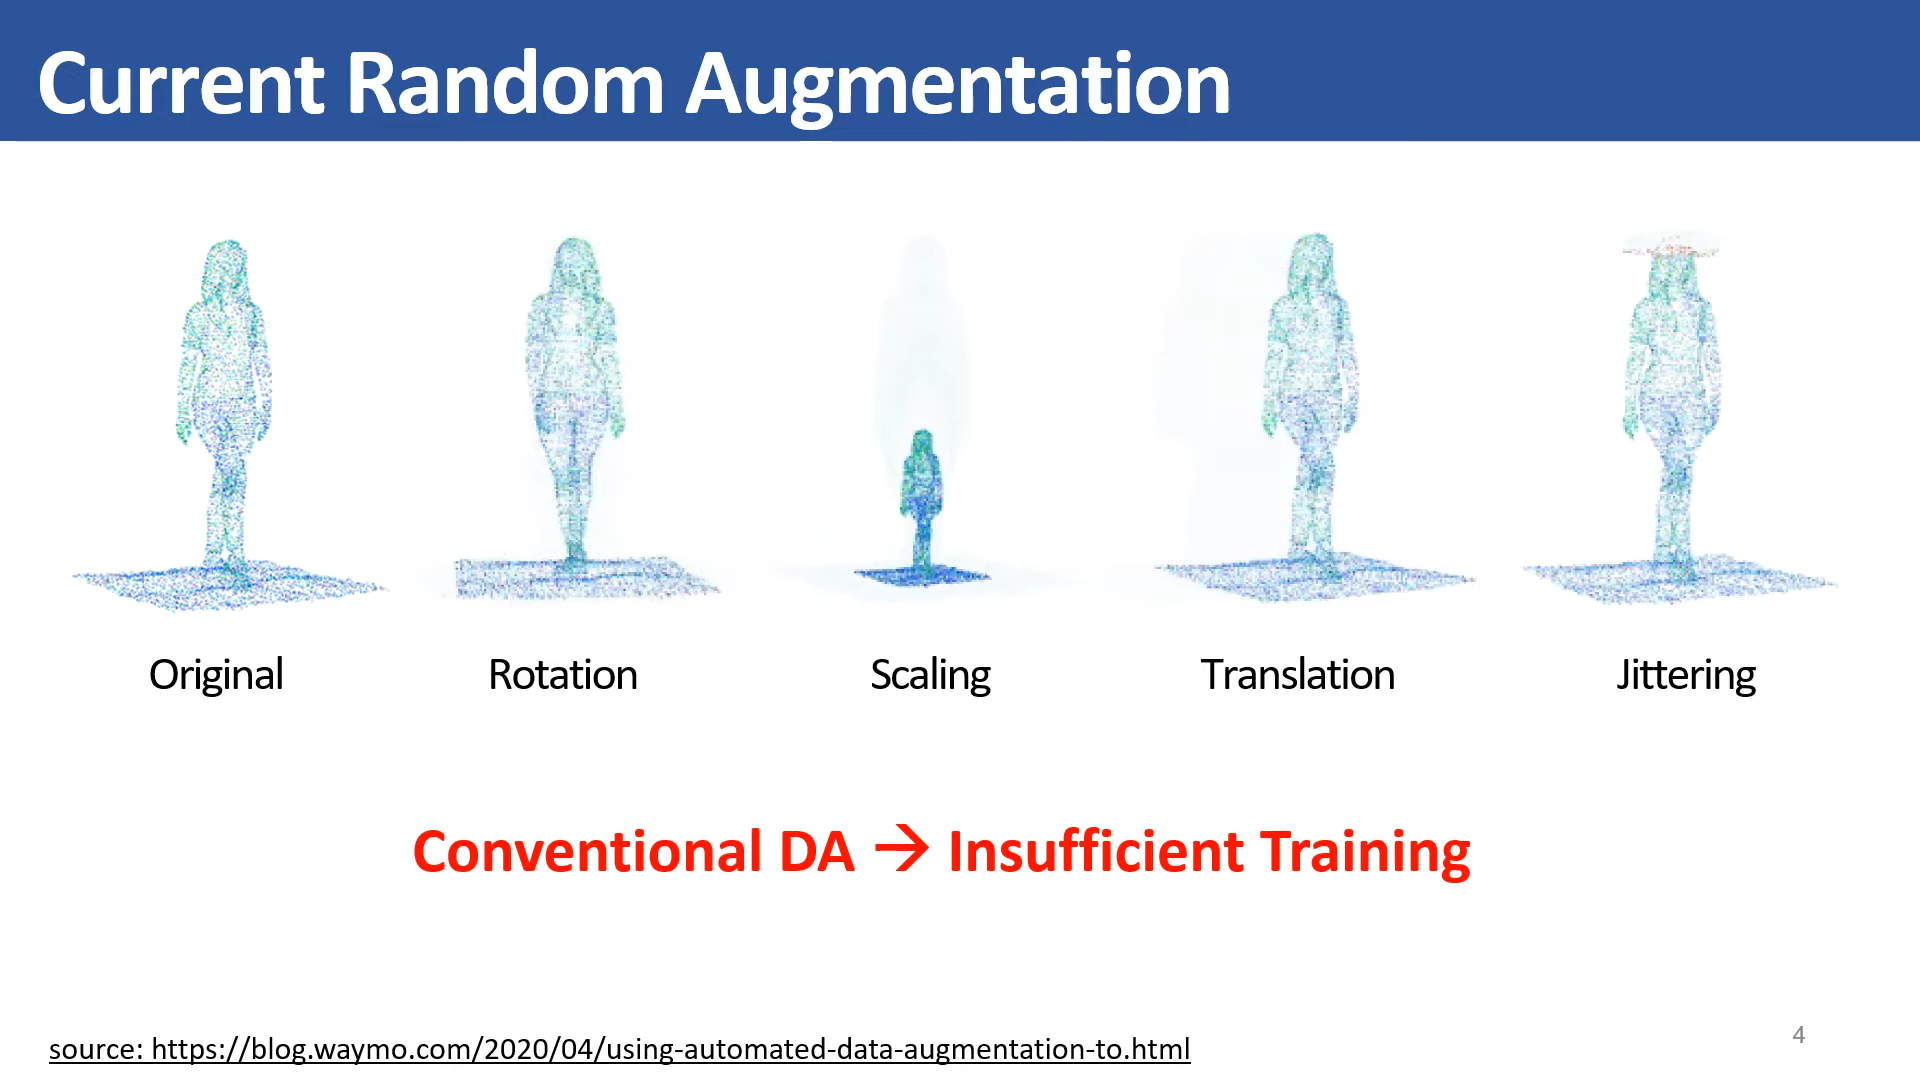 Current Random Augmentation
Original
Rotation
Scaling
Translation
Jittering
Conventional DA → Insufficient Training
source: https://blog.waymo.com/2020/04/using-automated-data-augmentation-to.html
4